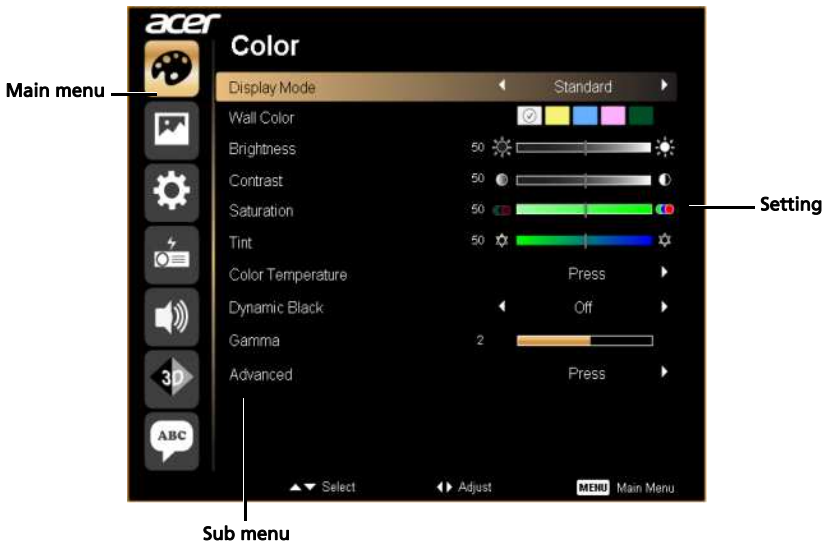 acer
Color
Main menu
Display Mode Standard
Wall Color
Brightness 50
Contrast 50
Saturation 50
Setting
Tint 50
Color Temperature Press
Dynamic Black Off
Gamma 2
3D
Advanced Press
ABC
Select Adjust MENU Main Menu
Sub menu